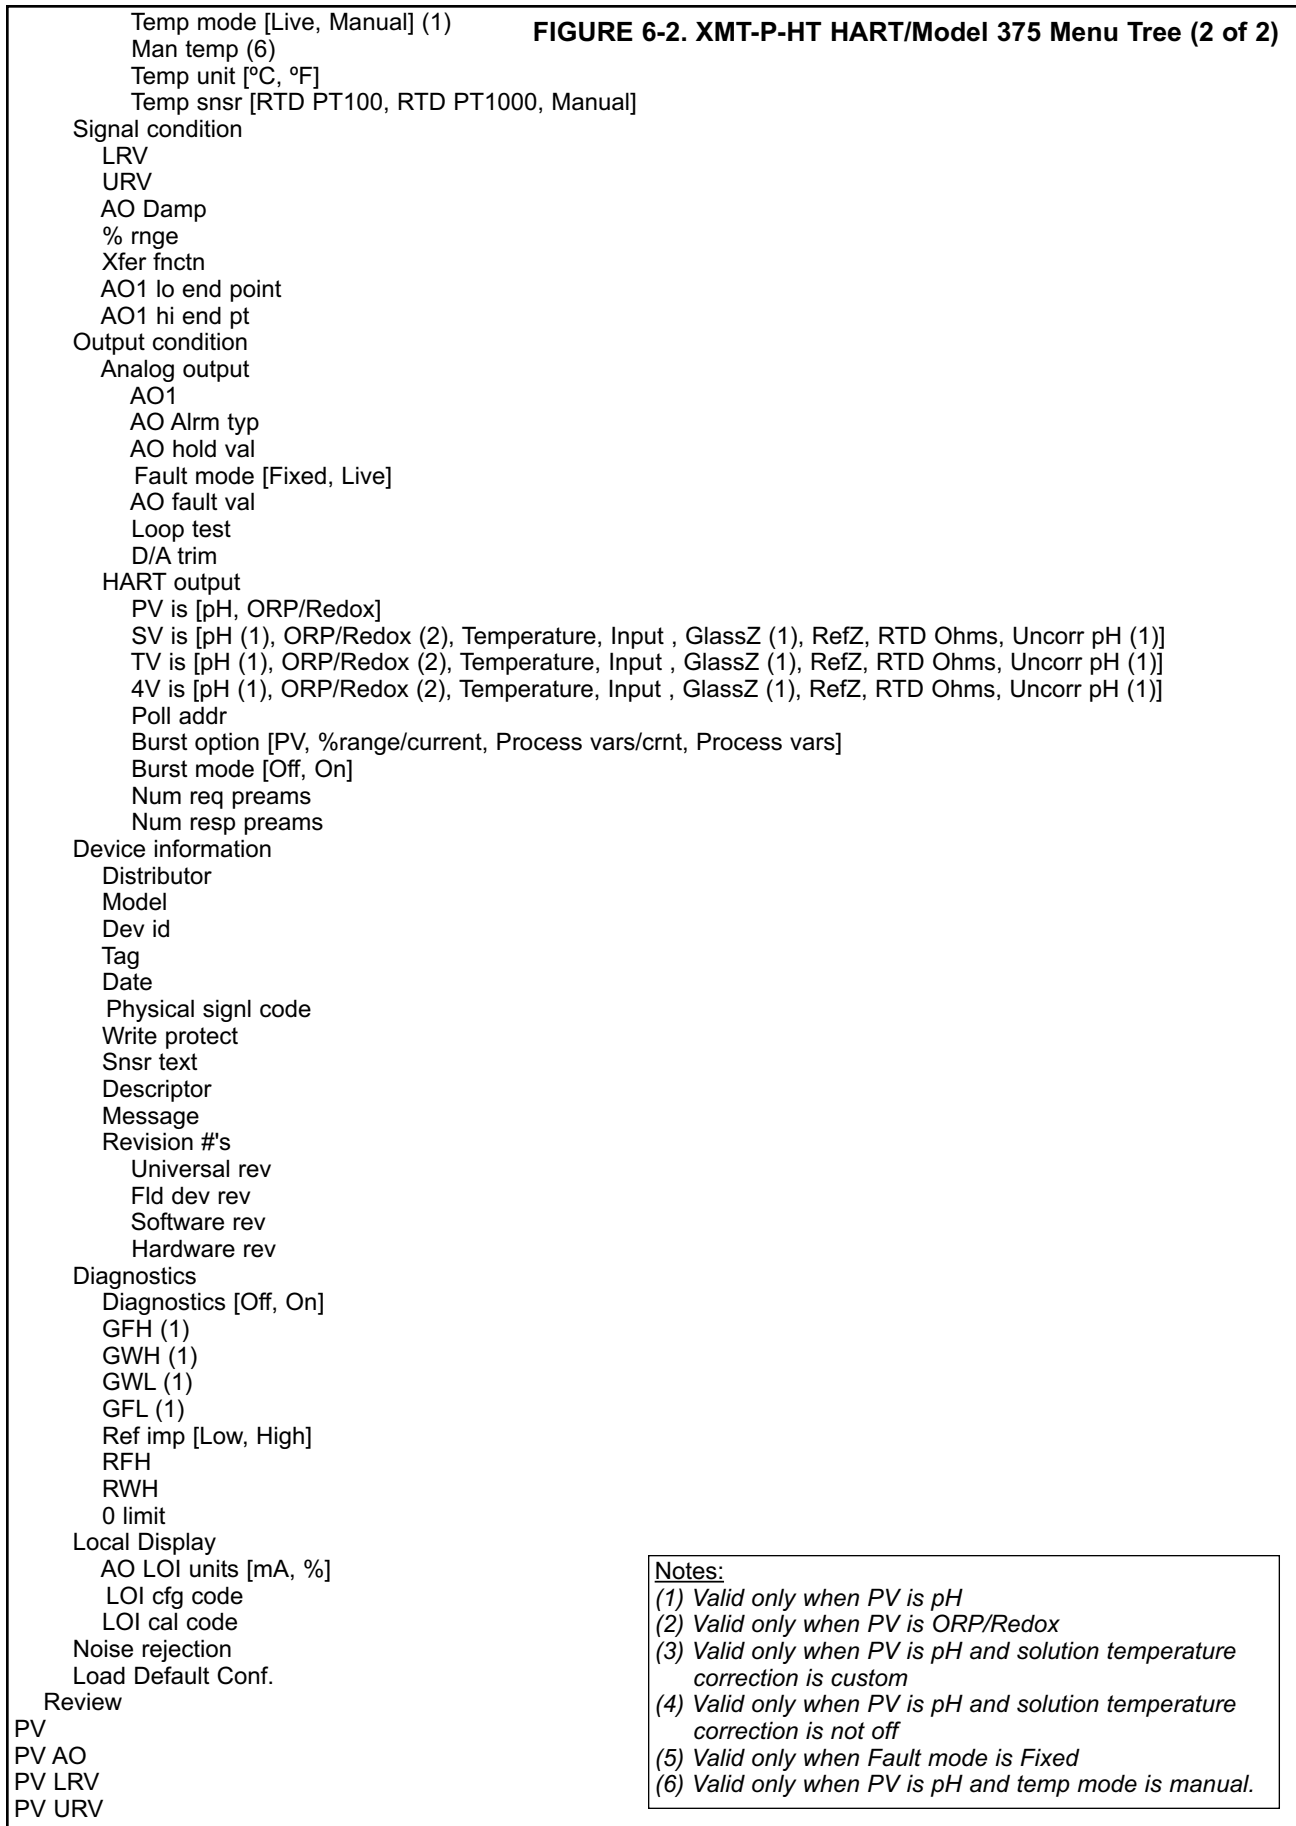 FIGURE 6-2. XMT-P-HT HART/Model 375 Menu Tree (2 of 2)
Temp mode [Live, Manual] (1)
Man temp (6)
Temp unit [ºC, ºF]
Temp snsr [RTD PT100, RTD PT1000, Manual]
Signal condition
LRV
URV
AO Damp
% rnge
Xfer fnctn
AO1 lo end point
AO1 hi end pt
Output condition
Analog output
AO1
AO Alrm typ
AO hold val
Fault mode [Fixed, Live]
AO fault val
Loop test
D/A trim
HART output
PV is [pH, ORP/Redox]
SV is [pH (1), ORP/Redox (2), Temperature, Input , GlassZ (1), RefZ, RTD Ohms, Uncorr pH (1)]
TV is [pH (1), ORP/Redox (2), Temperature, Input , GlassZ (1), RefZ, RTD Ohms, Uncorr pH (1)]
4V is [pH (1), ORP/Redox (2), Temperature, Input , GlassZ (1), RefZ, RTD Ohms, Uncorr pH (1)]
Poll addr
Burst option [PV, %range/current, Process vars/crnt, Process vars]
Burst mode [Off, On]
Num req preams
Num resp preams
Device information
Distributor
Model
Dev id
Tag
Date
Physical signl code
Write protect
Snsr text
Descriptor
Message
Revision #'s
Universal rev
Fld dev rev
Software rev
Hardware rev
Diagnostics
Diagnostics [Off, On]
GFH (1)
GWH (1)
GWL (1)
GFL (1)
Ref imp [Low, High]
RFH
RWH
0 limit
Local Display
AO LOI units [mA, %]
LOI cfg code
LOI cal code
Noise rejection
Load Default Conf.
Review
PV
PV AO
PV LRV
PV URV
Notes:
(1) Valid only when PV is pH
(2) Valid only when PV is ORP/Redox
(3) Valid only when PV is pH and solution temperature
correction is custom
(4) Valid only when PV is pH and solution temperature
correction is not off
(5) Valid only when Fault mode is Fixed
(6) Valid only when PV is pH and temp mode is manual.